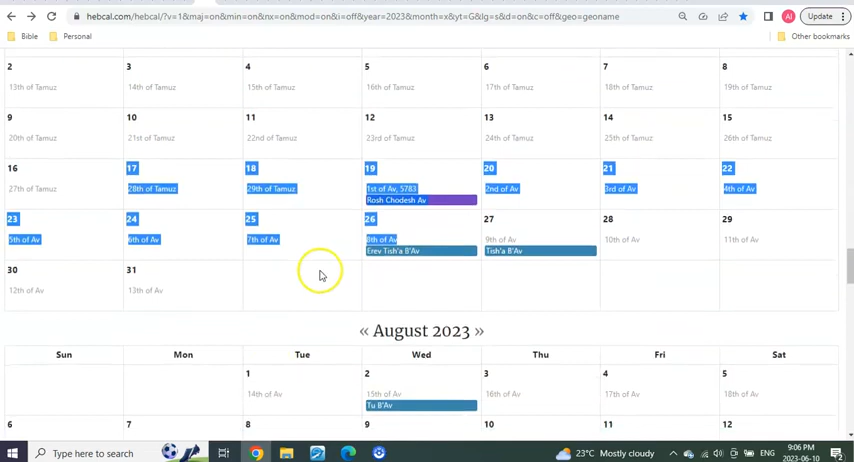 hebcal.com/hebcal/?v=1&maj=on&min=on&nx=on&mod=on&i=off&year=2023&month=x&yt=G&lg=s&d=on&c=off&geo=geoname
AI
Update
Bible Personal Other bookmarks
2 3 4 5 6 7 8
13th of Tamuz 14th of Tamuz 15th of Tamuz 16th of Tamuz 17th of Tamuz 18th of Tamuz 19th of Tamuz
9 10 11 12 13 14 15
20th of Tamuz 21st of Tamuz 22nd of Tamuz 23rd of Tamuz 24th of Tamuz 25th of Tamuz 26th of Tamuz
16 17 18 19 20 21 22
27th of Tamuz 28th of Tamuz 29th of Tamuz 1st of Av, 5783 2nd of Av 3rd of Av 4th of Av
Rosh Chodesh Av
23 24 25 26 27 28 29
5th of Av 6th of Av 7th of Av 8th of Av 9th of Av 10th of Av 11th of Av
Erev Tish'a B'Av Tish'a B'Av
30 31
12th of Av 13th of Av
« August 2023 »
Sun Mon Tue Wed Thu Fri Sat
1 2 3 4 5
14th of Av 15th of Av 16th of Av 17th of Av 18th of Av
Tu B'Av
6 7 8 9 10 11 12
Type here to search
23°C Mostly cloudy
ENG
9:06 PM
2023-06-10
2